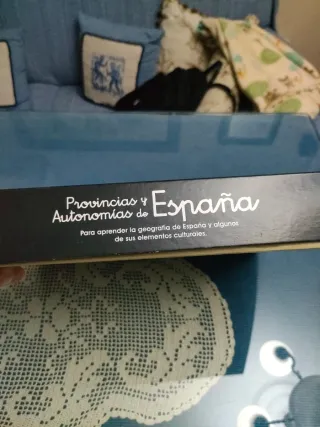 Provincias y
Autonomías de España
Para aprender la geografía de España y algunos
de sus elementos culturales.